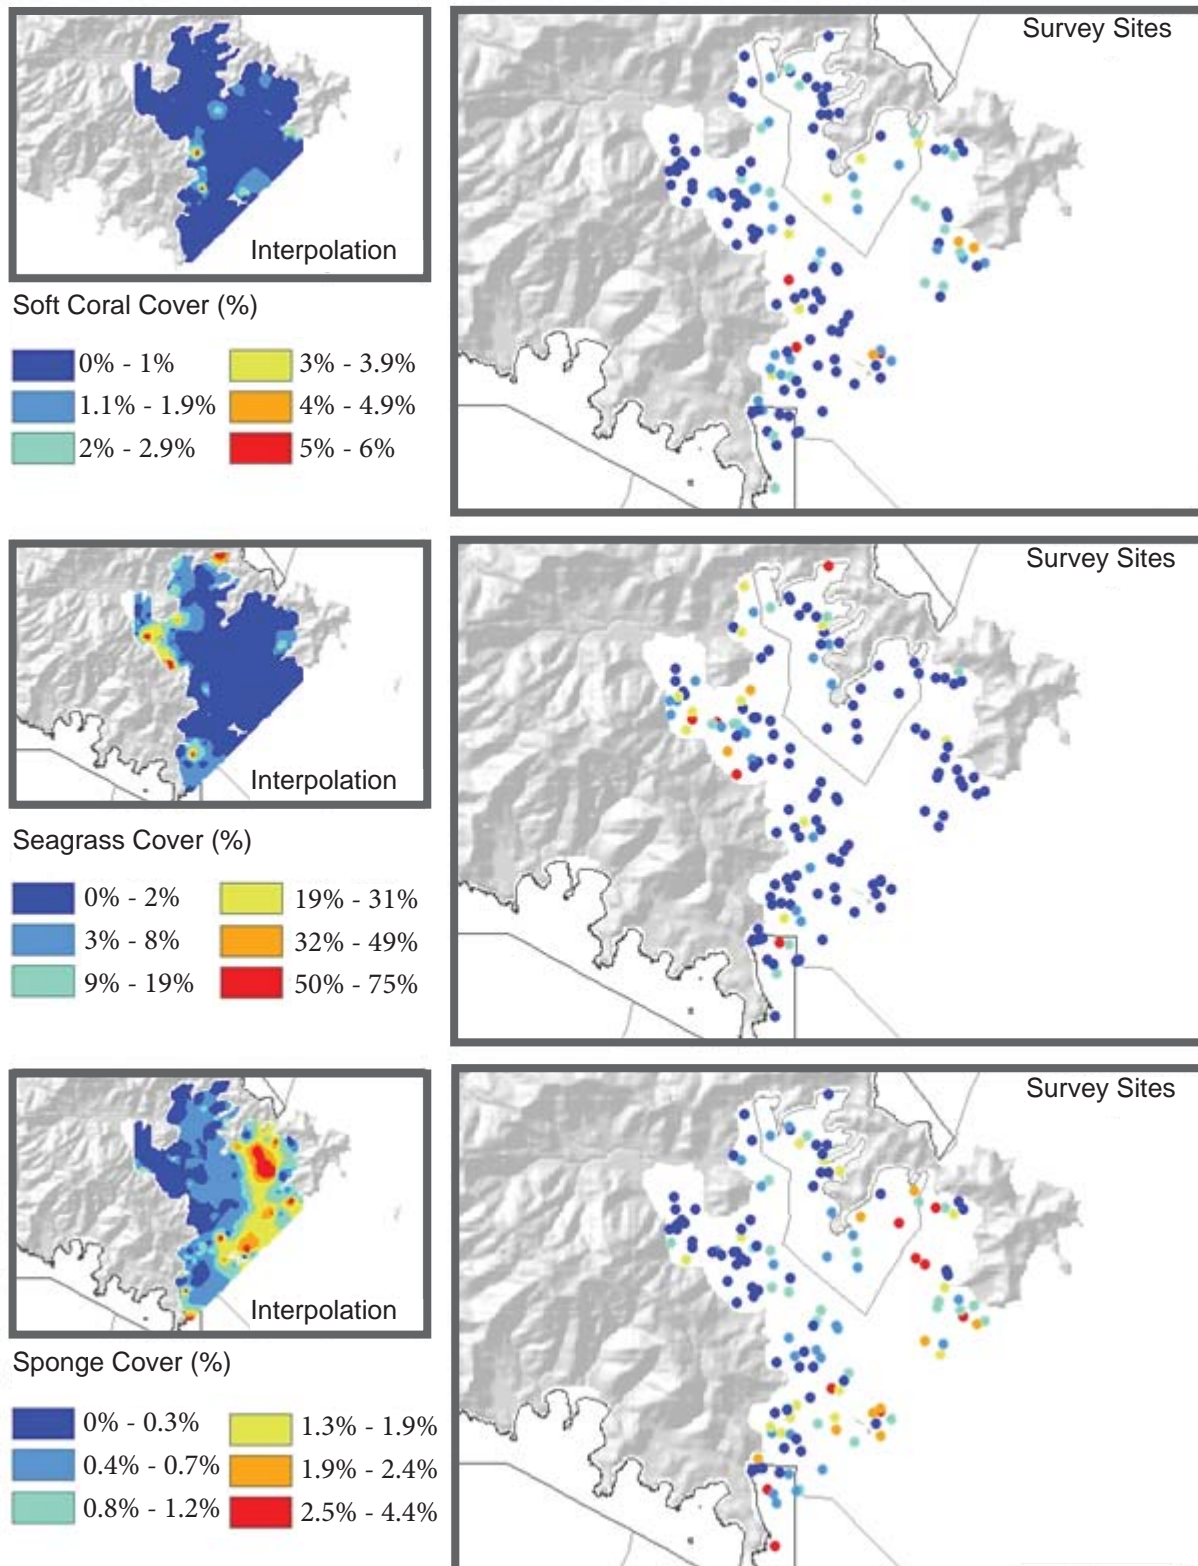 Survey Sites
Interpolation
Soft Coral Cover (%)
0% - 1%
3% - 3.9%
1.1% - 1.9%
4% - 4.9%
2% - 2.9%
5% - 6%
Survey Sites
Interpolation
Seagrass Cover (%)
0% - 2%
19% - 31%
3% - 8%
32% - 49%
9% - 19%
50% - 75%
Survey Sites
Interpolation
Sponge Cover (%)
0% - 0.3%
1.3% - 1.9%
0.4% - 0.7%
1.9% - 2.4%
0.8% - 1.2%
2.5% - 4.4%